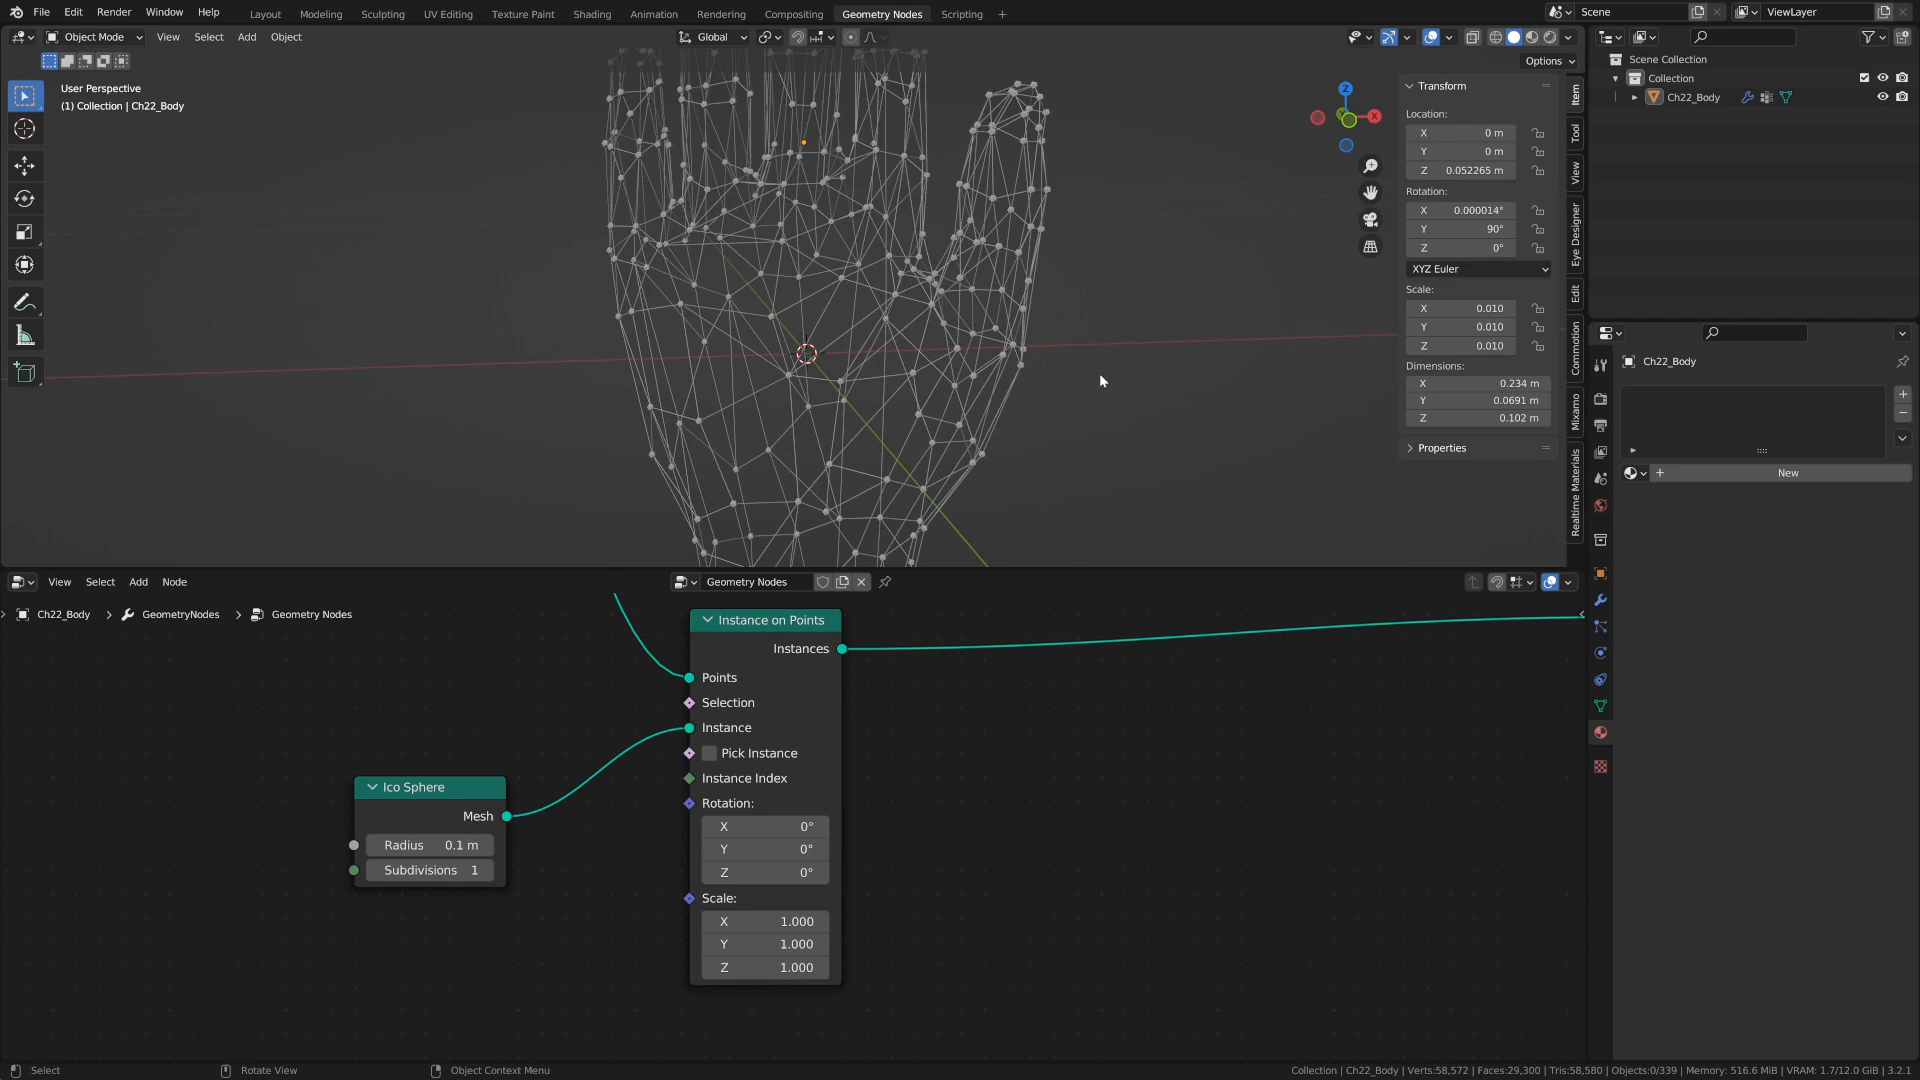 File Edit Render Window Help Layout Modeling Sculpting UV Editing Texture Paint Shading Animation Rendering Compositing Geometry Nodes Scripting + Scene ViewLayer
Object Mode View Select Add Object Global
Options
User Perspective
(1) Collection | Ch22_Body
Z
X
Transform
Location:
X 0 m
Y 0 m
Z 0.052265 m
Rotation:
X 0.000014°
Y 90°
Z 0°
XYZ Euler
Scale:
X 0.010
Y 0.010
Z 0.010
Dimensions:
X 0.234 m
Y 0.0691 m
Z 0.102 m
Properties
Item
Tool
View
Eye Designer
Edit
Commotion
Mixamo
Realtime Materials
Scene Collection
Collection
Ch22_Body
Ch22_Body
New
View Select Add Node Geometry Nodes
Ch22_Body > GeometryNodes > Geometry Nodes
Instance on Points
Instances
Points
Selection
Instance
Pick Instance
Instance Index
Rotation:
X 0°
Y 0°
Z 0°
Scale:
X 1.000
Y 1.000
Z 1.000
Ico Sphere
Mesh
Radius 0.1 m
Subdivisions 1
Select Rotate View Object Context Menu Collection | Ch22_Body | Verts:58,572 | Faces:29,300 | Tris:58,580 | Objects:0/339 | Memory: 516.6 MiB | VRAM: 1.7/12.0 GiB | 3.2.1